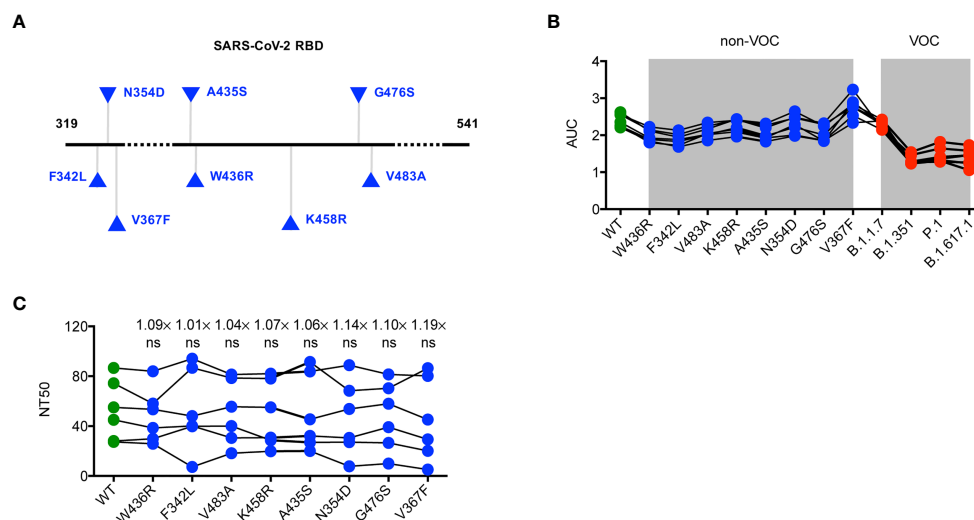 A
SARS-CoV-2 RBD
N354D
A435S
G476S
319
541
F342L
W436R
V483A
V367F
K458R
B
non-VOC
VOC
4
3
2
1
0
AUC
WT
W436R
F342L
V483A
K458R
A435S
N354D
G476S
V367F
B.1.1.7
B.1.351
P.1
B.1.617.1
C
1.09× 1.01× 1.04× 1.07× 1.06× 1.14× 1.10× 1.19×
ns ns ns ns ns ns ns ns
120
80
40
0
NT50
WT
W436R
F342L
V483A
K458R
A435S
N354D
G476S
V367F